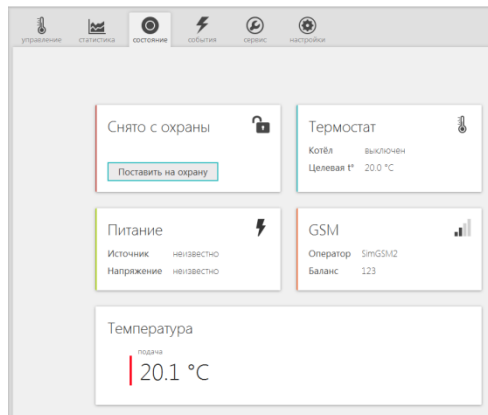 управление статистика состояние события сервис настройки
Снято с охраны
Поставить на охрану
Термостат
Котёл выключен
Целевая t° 20.0 °C
Питание
Источник неизвестно
Напряжение неизвестно
GSM
Оператор SimGSM2
Баланс 123
Температура
подача
20.1 °C